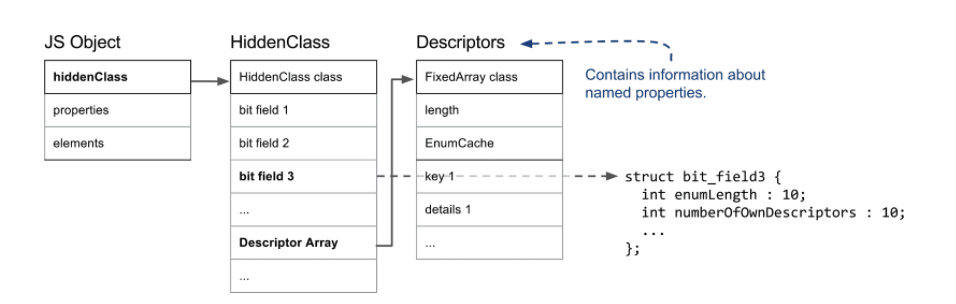 JS Object
hiddenClass
properties
elements
HiddenClass
HiddenClass class
bit field 1
bit field 2
bit field 3
...
Descriptor Array
...
Descriptors
FixedArray class
length
EnumCache
key 1
details 1
...
Contains information about
named properties.
struct bit_field3 {
int enumLength : 10;
int numberOfOwnDescriptors : 10;
...
};